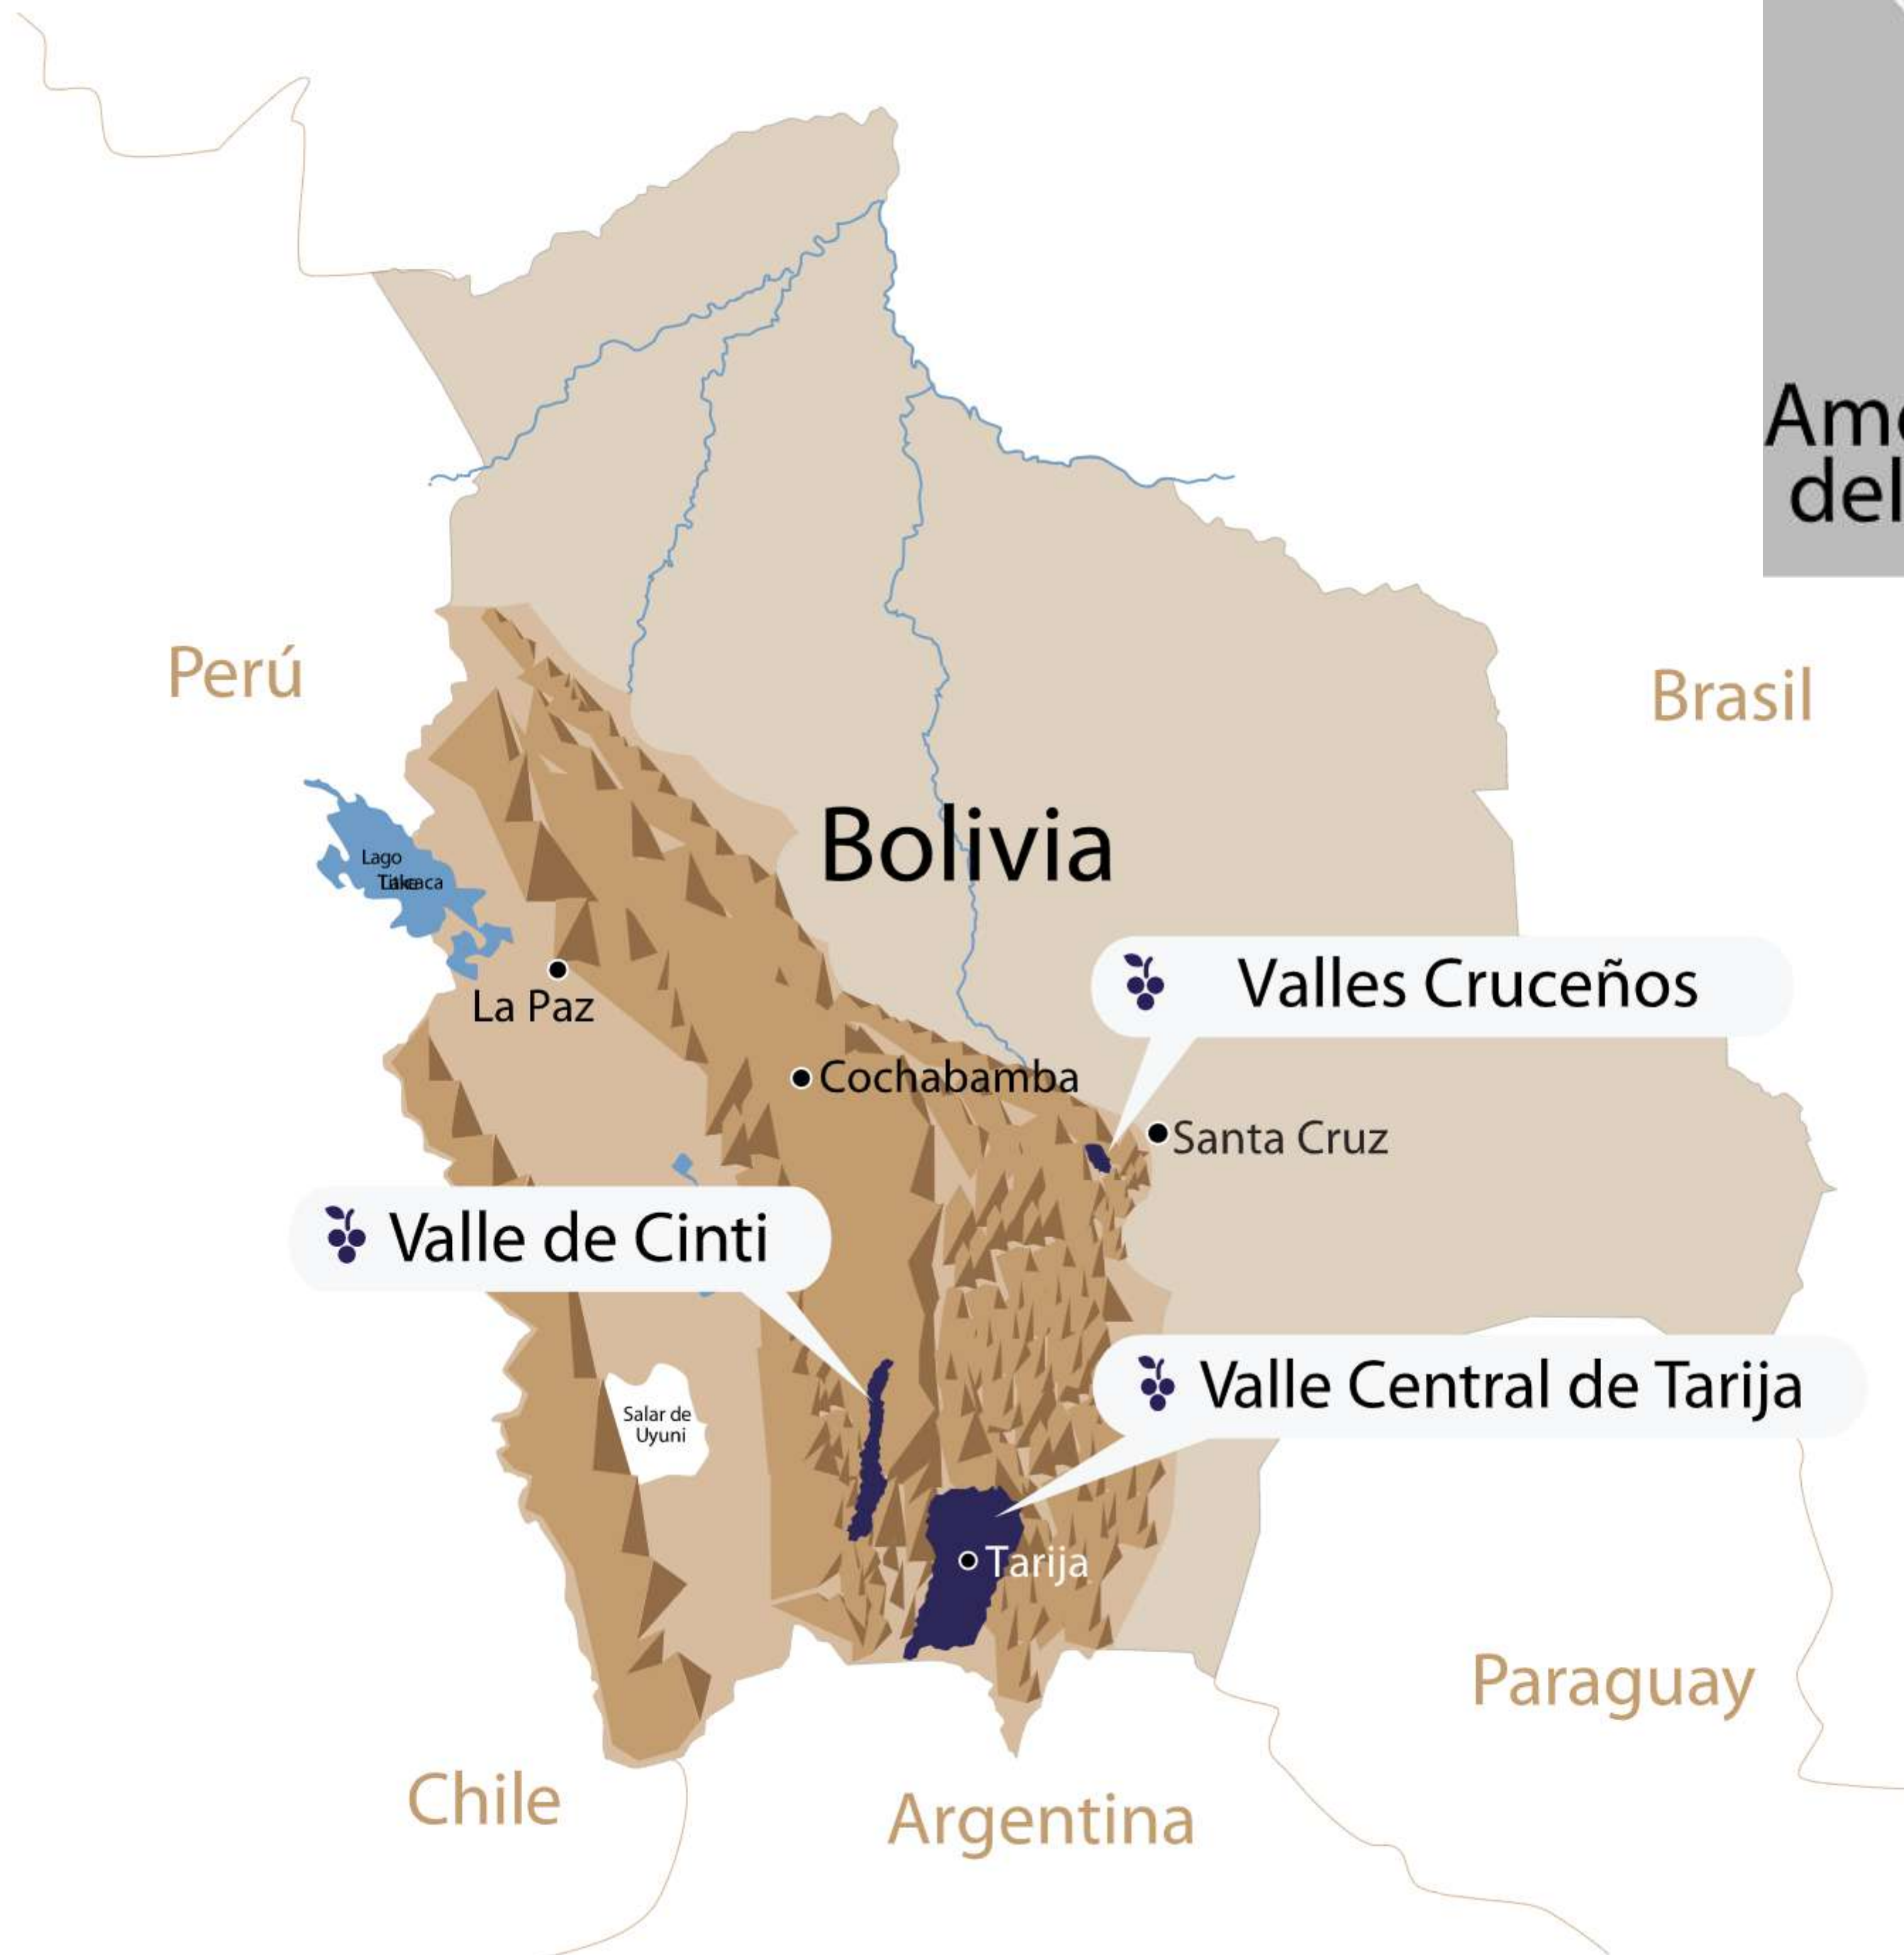 Ame
del
Perú
Brasil
Bolivia
Lago
La Paz
Valles Cruceños
Cochabamba
Santa Cruz
Valle de Cinti
Valle Central de Tarija
Salar de
Uyuni
Tarija
Paraguay
Chile
Argentina